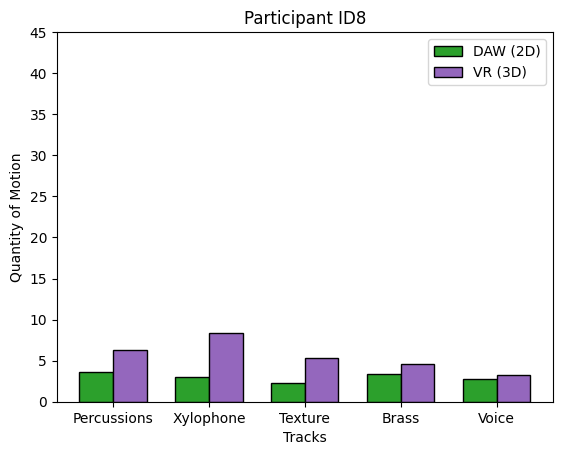 Participant ID8
DAW (2D)
VR (3D)
Quantity of Motion
45
40
35
30
25
20
15
10
5
0
Percussions Xylophone Texture Brass Voice
Tracks